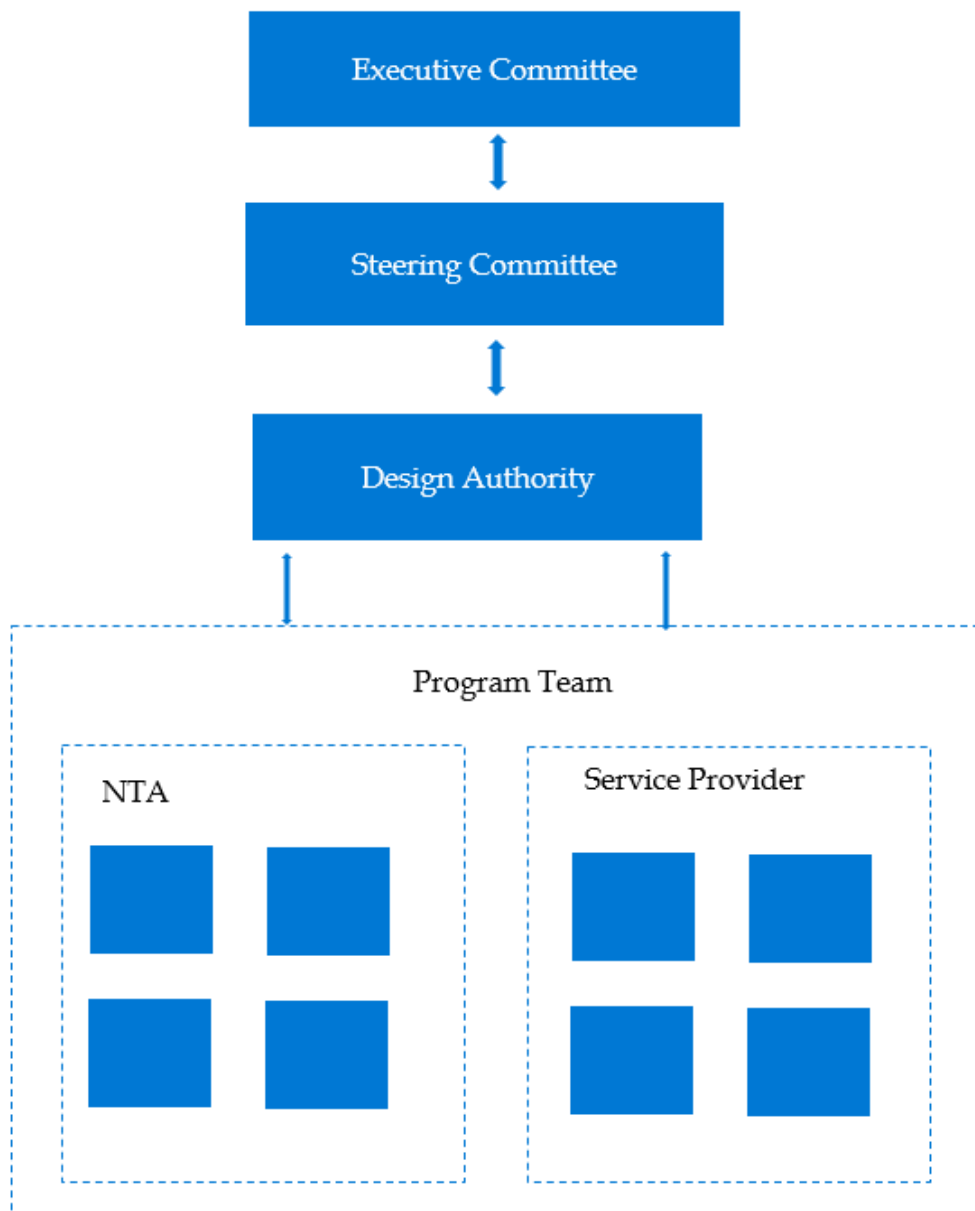 Executive Committee
Steering Committee
Design Authority
Program Team
NTA
Service Provider